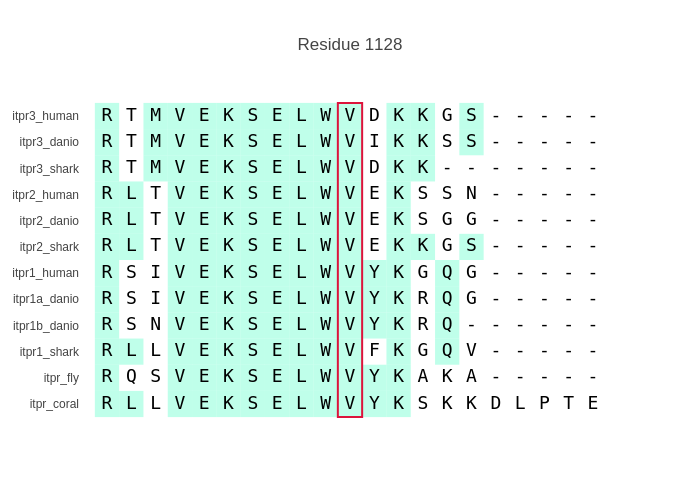 Residue 1128
itpr3_human R T M V E K S E L W V D K K G S - - - - -
itpr3_danio R T M V E K S E L W V I K K S S - - - - -
itpr3_shark R T M V E K S E L W V D K K - - - - - - -
itpr2_human R L T V E K S E L W V E K S S N - - - - -
itpr2_danio R L T V E K S E L W V E K S G G - - - - -
itpr2_shark R L T V E K S E L W V E K K G S - - - - -
itpr1_human R S I V E K S E L W V Y K G Q G - - - - -
itpr1a_danio R S I V E K S E L W V Y K R Q G - - - - -
itpr1b_danio R S N V E K S E L W V Y K R Q - - - - - -
itpr1_shark R L L V E K S E L W V F K G Q V - - - - -
itpr_fly R Q S V E K S E L W V Y K A K A - - - - -
itpr_coral R L L V E K S E L W V Y K S K K D L P T E